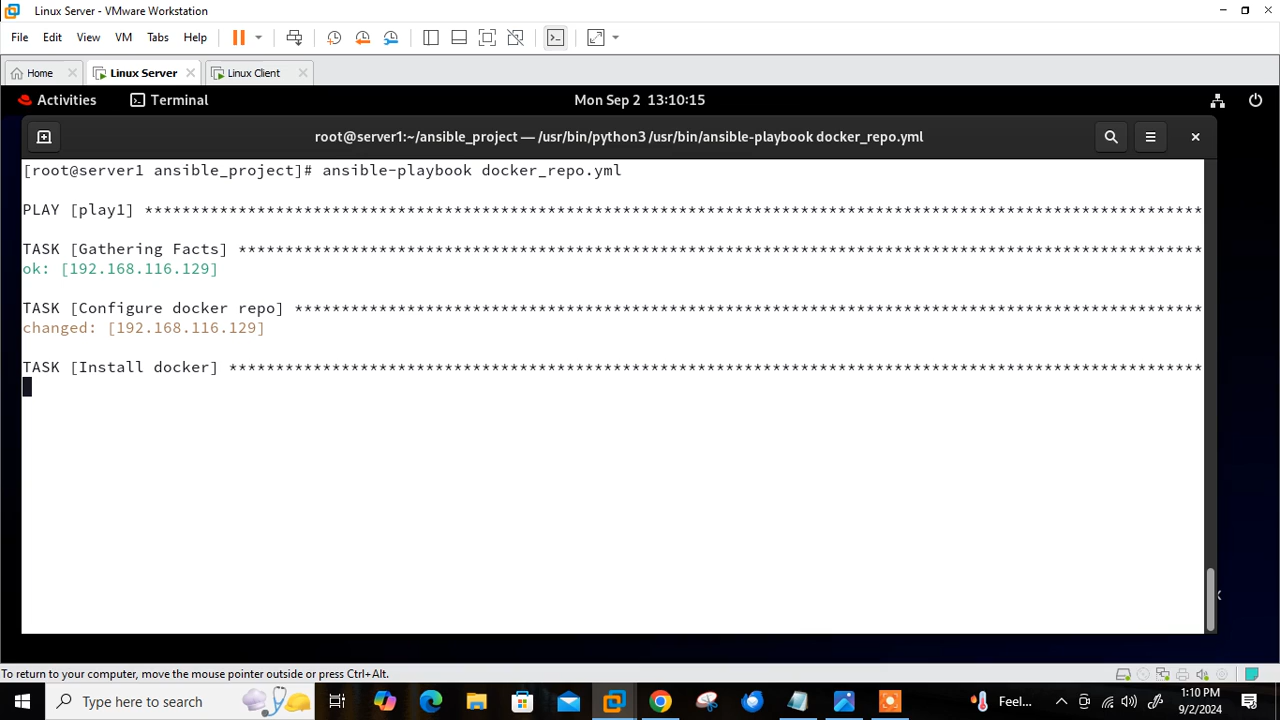 Linux Server - VMware Workstation
File Edit View VM Tabs Help
Home Linux Server Linux Client
Activities Terminal Mon Sep 2 13:10:15
root@server1:~/ansible_project — /usr/bin/python3 /usr/bin/ansible-playbook docker_repo.yml
[root@server1 ansible_project]# ansible-playbook docker_repo.yml
PLAY [play1] *****************************************************************************************************************
TASK [Gathering Facts] *******************************************************************************************************
ok: [192.168.116.129]
TASK [Configure docker repo] *************************************************************************************************
changed: [192.168.116.129]
TASK [Install docker] ********************************************************************************************************
To return to your computer, move the mouse pointer outside or press Ctrl+Alt.
Type here to search Feel... 1:10 PM
9/2/2024